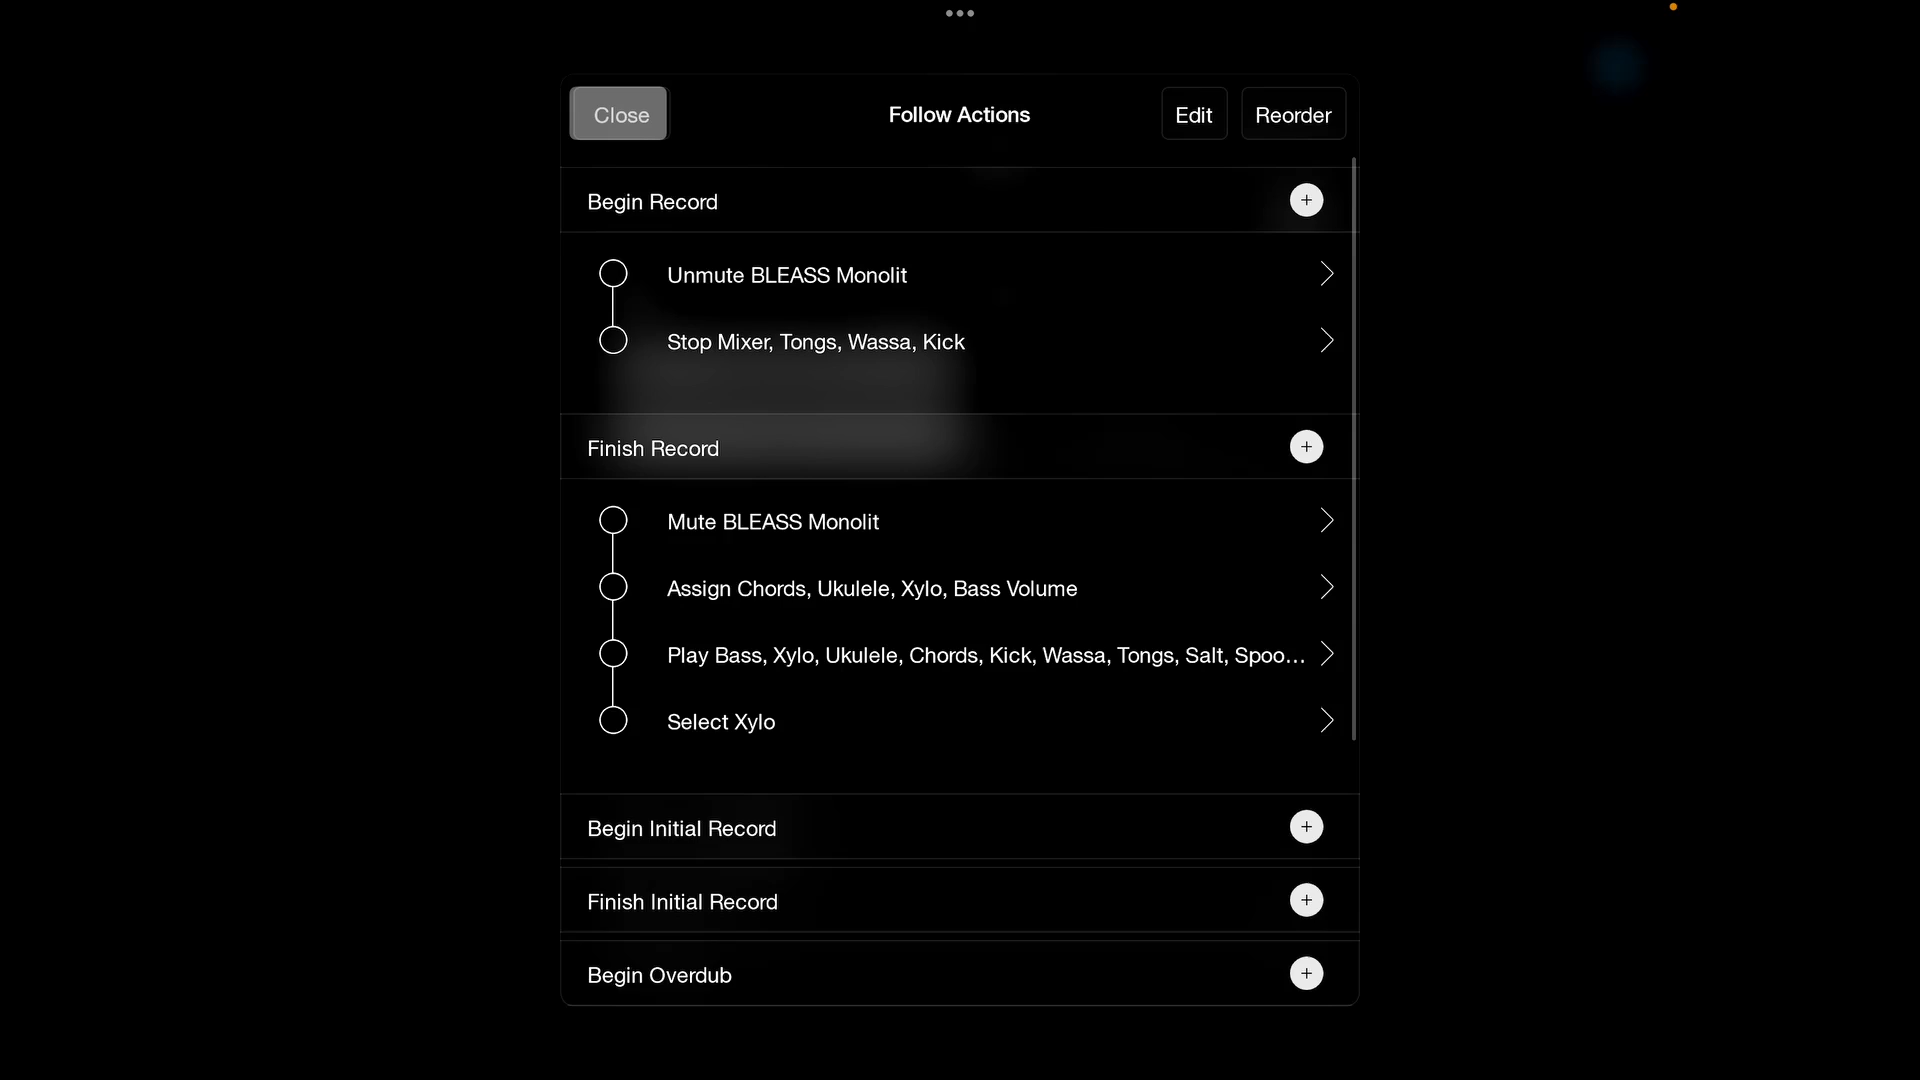 Close
Follow Actions
Edit
Reorder
Begin Record
Unmute BLEASS Monolit
Stop Mixer, Tongs, Wassa, Kick
Finish Record
Mute BLEASS Monolit
Assign Chords, Ukulele, Xylo, Bass Volume
Play Bass, Xylo, Ukulele, Chords, Kick, Wassa, Tongs, Salt, Spoo...
Select Xylo
Begin Initial Record
Finish Initial Record
Begin Overdub